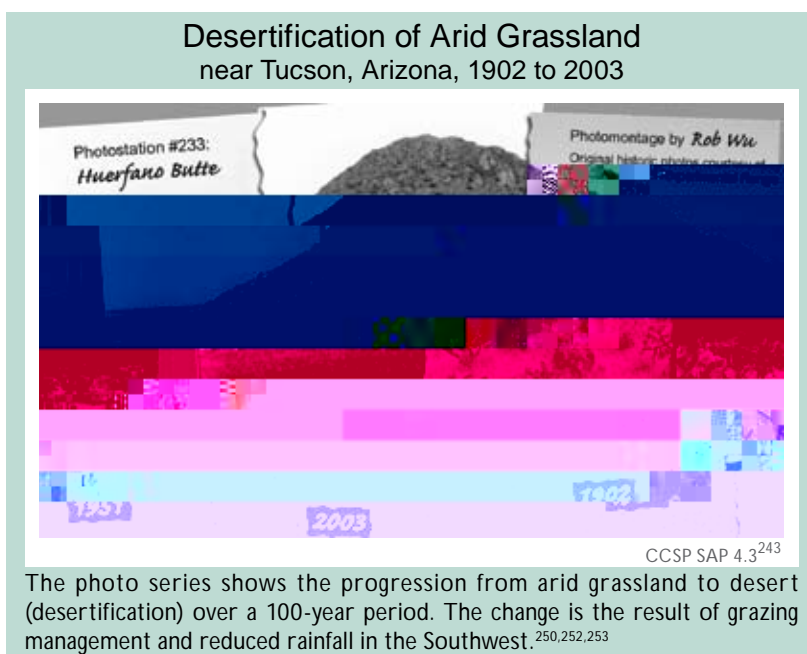 Desertification of Arid Grassland
near Tucson, Arizona, 1902 to 2003
Photostation #233:
Huerfano Butte
Photomontage by Rob Wu
Original historic photos courtesy of
1902
2003
CCSP SAP 4.3243
The photo series shows the progression from arid grassland to desert
(desertification) over a 100-year period. The change is the result of grazing
management and reduced rainfall in the Southwest.250,252,253